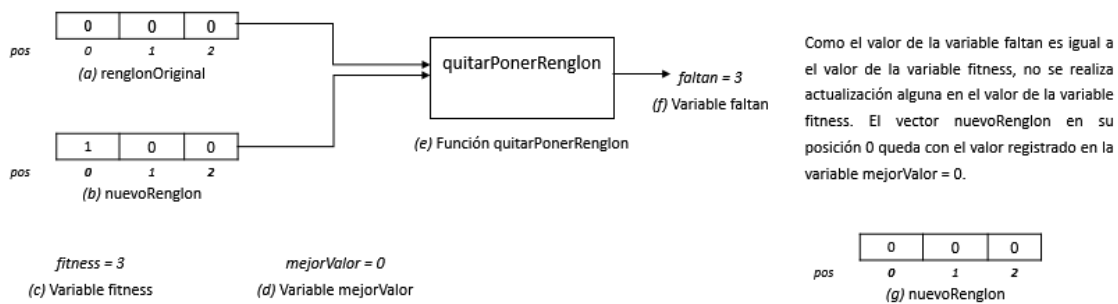 0 0 0
pos 0 1 2
(a) renglonOriginal
1 0 0
pos 0 1 2
(b) nuevoRenglon
fitness = 3
(c) Variable fitness
mejorValor = 0
(d) Variable mejorValor
quitarPonerRenglon
(e) Función quitarPonerRenglon
faltan = 3
(f) Variable faltan
Como el valor de la variable faltan es igual a
el valor de la variable fitness, no se realiza
actualización alguna en el valor de la variable
fitness. El vector nuevoRenglon en su
posición 0 queda con el valor registrado en la
variable mejorValor = 0.
0 0 0
pos 0 1 2
(g) nuevoRenglon